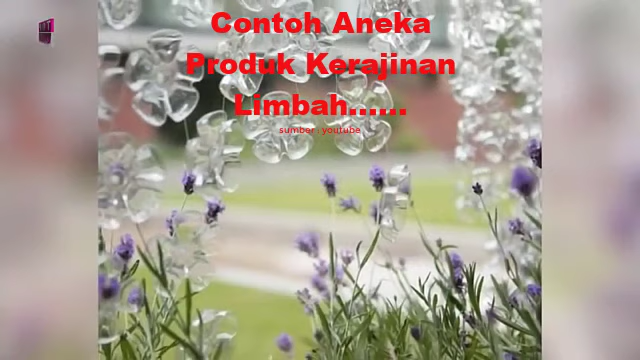 Contoh Aneka
Produk Kerajinan
Limbah......
sumber : youtube